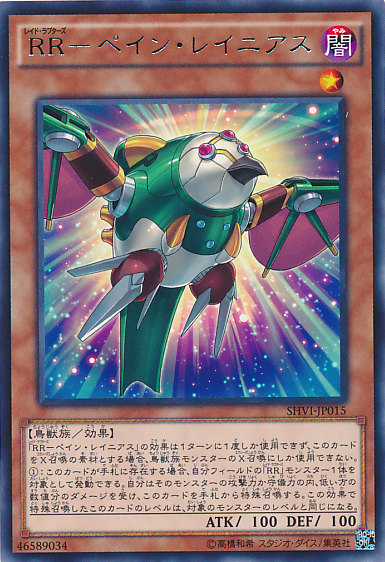 レイド・ラプターズ
RR－ペイン・レイニアス
やみ
闇
SHVI-JP015
【鳥獣族／効果】
「RR－ペイン・レイニアス」の効果は1ターンに1度しか使用できず、このカード
をX召喚の素材とする場合、鳥獣族モンスターのX召喚にしか使用できない。
①：このカードが手札に存在する場合、自分フィールドの「RR」モンスター1体を
対象として発動できる。自分はそのモンスターの攻撃力か守備力の内、低い方の
数値分のダメージを受け、このカードを手札から特殊召喚する。この効果で
特殊召喚したこのカードのレベルは、対象のモンスターのレベルと同じになる。
ATK/ 100 DEF/ 100
46589034
©高橋和希 スタジオ・ダイス/集英社